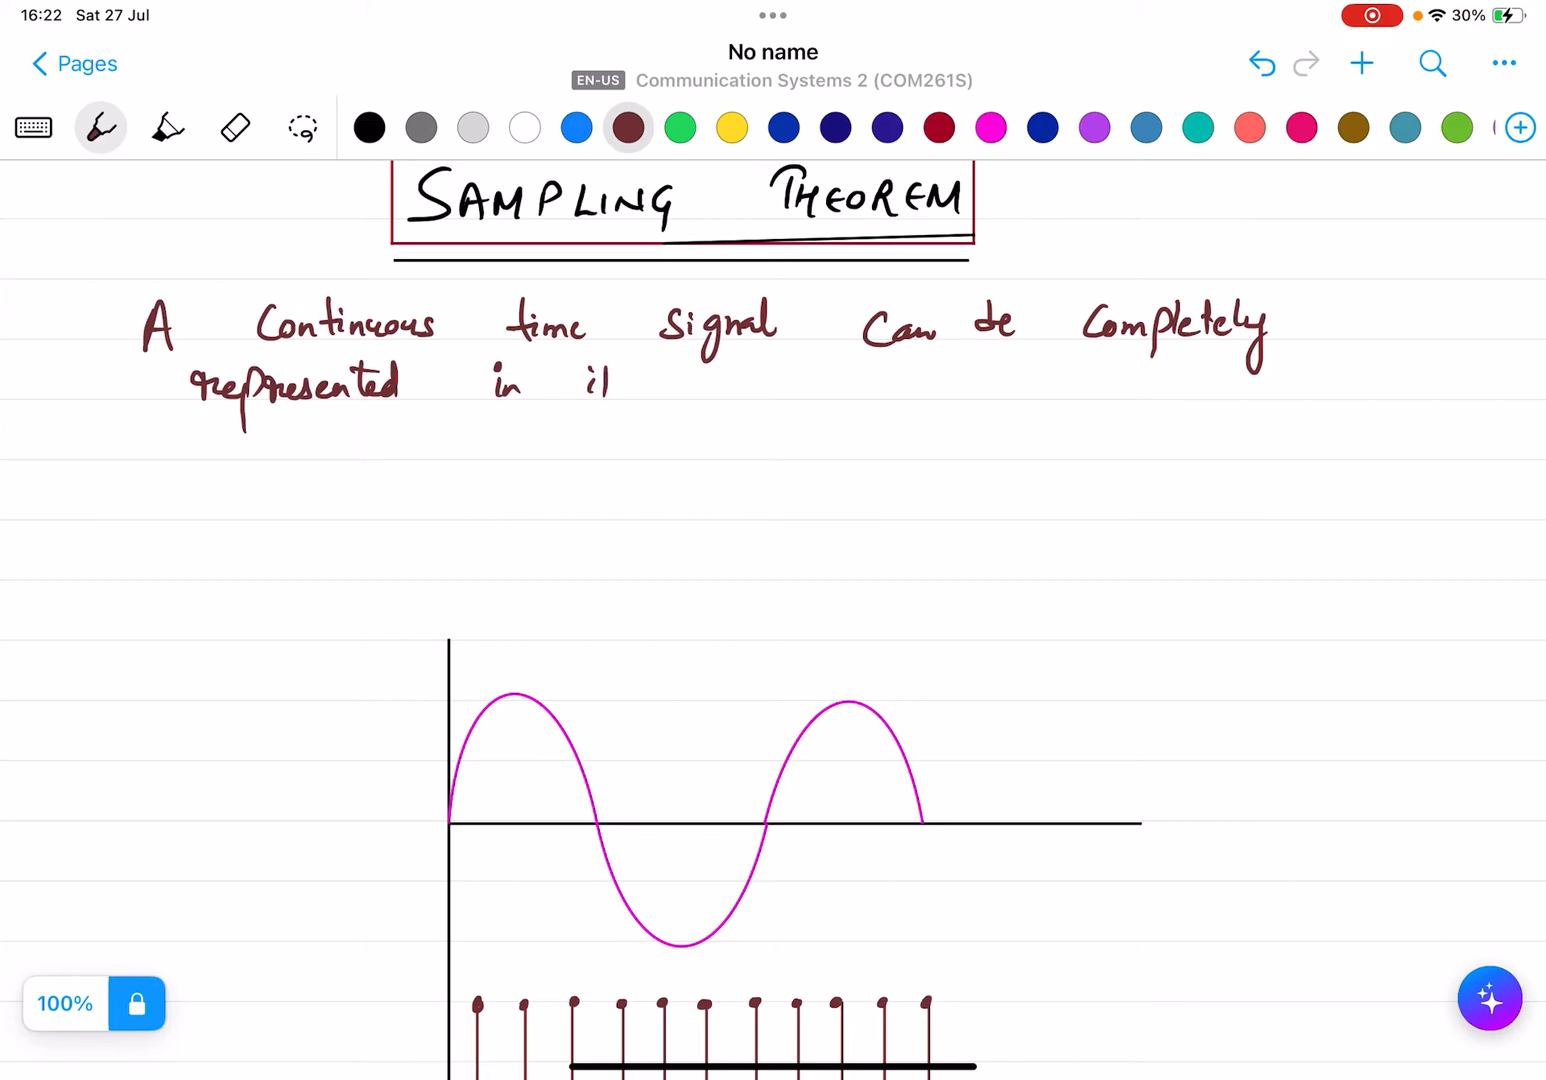 16:22 Sat 27 Jul
30%
Pages
No name
EN-US Communication Systems 2 (COM261S)
SAMPLING THEOREM
A Continuous time signal can be completely
represented in it
100%